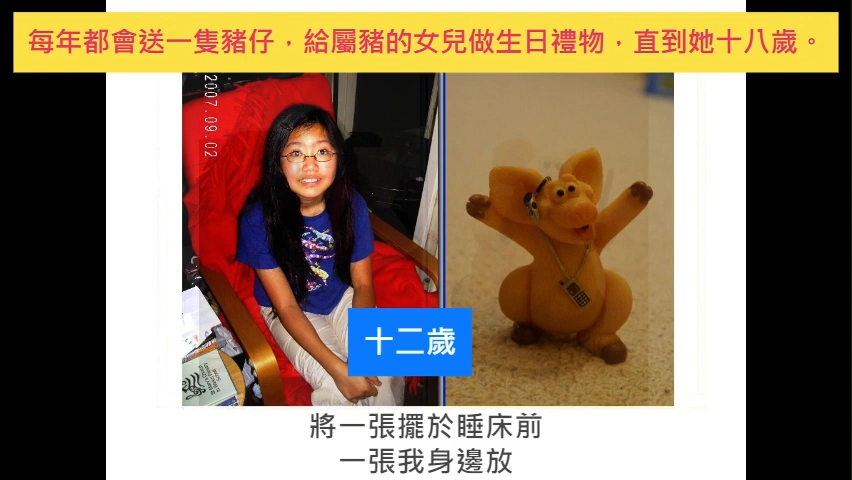 每年都會送一隻豬仔，給屬豬的女兒做生日禮物，直到她十八歲。
2007.09.02
十二歲
將一張擺於睡床前
一張我身邊放